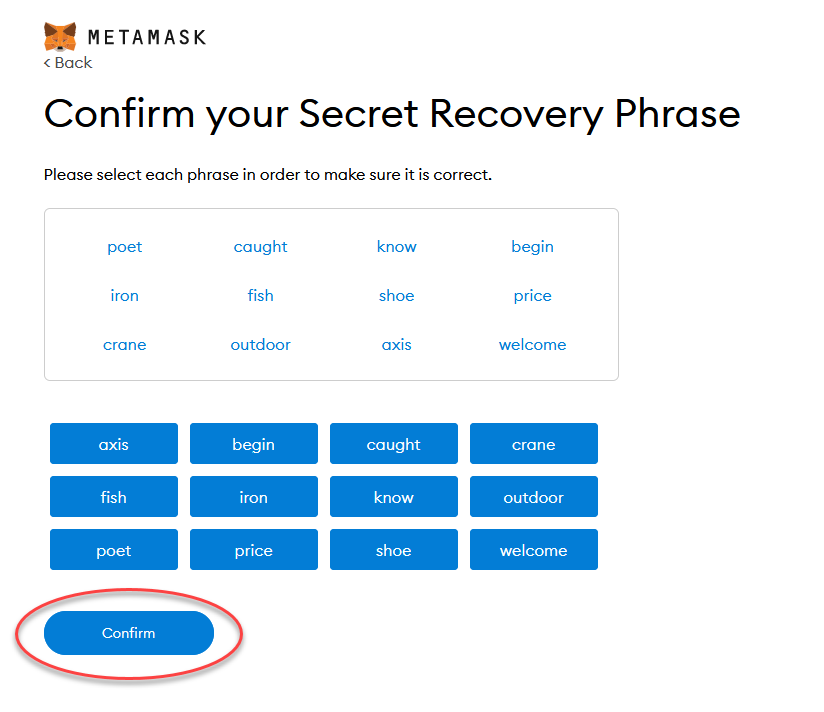 METAMASK
< Back
Confirm your Secret Recovery Phrase
Please select each phrase in order to make sure it is correct.
poet caught know begin
iron fish shoe price
crane outdoor axis welcome
axis begin caught crane
fish iron know outdoor
poet price shoe welcome
Confirm